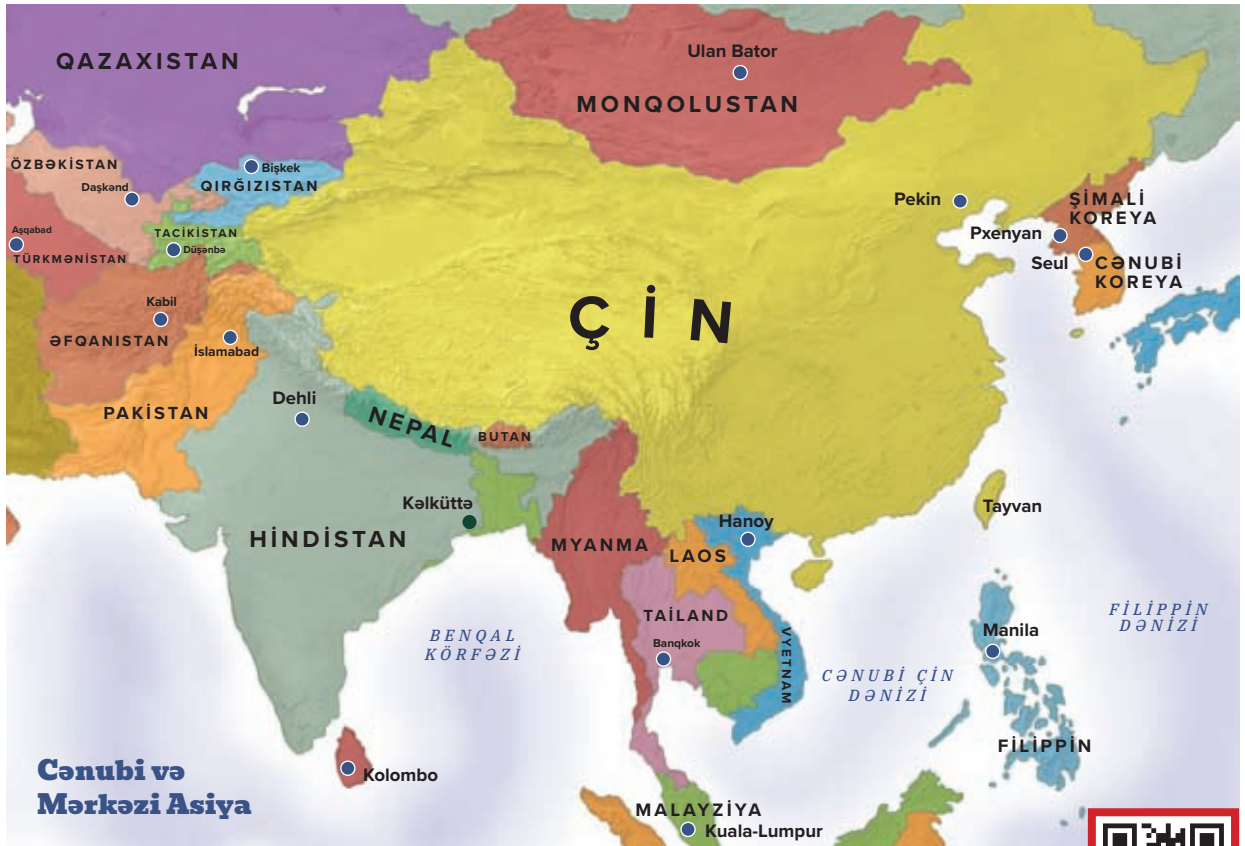 Ulan Bator
QAZAXISTAN
MONQOLUSTAN
ÖZBƏKİSTAN
Bişkek
Daşkənd
QIRĞIZISTAN
Pekin
ŞİMALİ
KOREYA
Aşqabad
TACİKİSTAN
Pxenyan
Düşənbə
TÜRKMƏNİSTAN
Seul
CƏNUBİ
KOREYA
Kabil
ÇİN
ƏFQANISTAN
İslamabad
Dehli
PAKİSTAN
NEPAL
BUTAN
Kəlküttə
Tayvan
Hanoy
HİNDİSTAN
MYANMA
LAOS
TAİLAND
FİLİPPİN
DƏNİZİ
BENQAL
KÖRFƏZİ
Banqkok
VYETNAM
Manila
CƏNUBİ ÇİN
DƏNİZİ
FİLİPPİN
Cənubi və
Mərkəzi Asiya
Kolombo
MALAYZİYA
Kuala-Lumpur